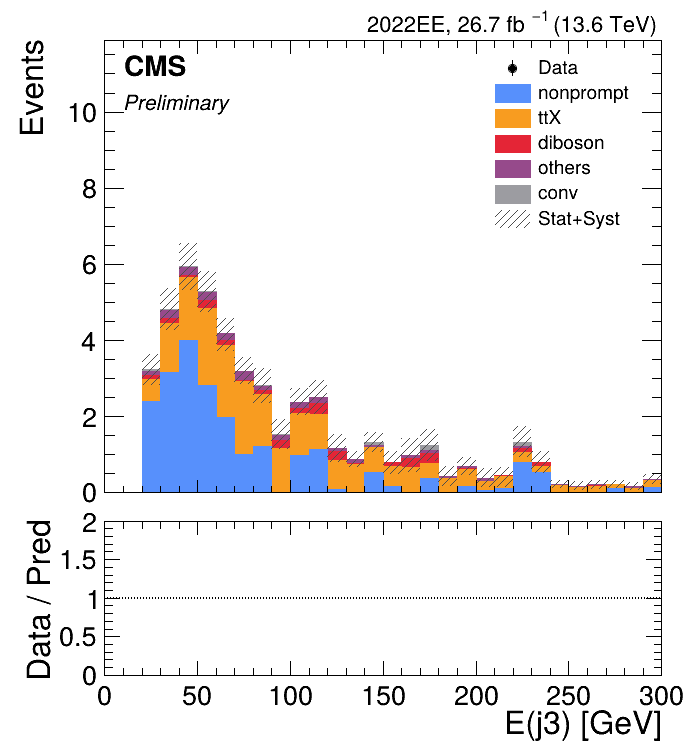 2022EE, 26.7 fb⁻¹ (13.6 TeV)
CMS
Preliminary
Events
10
8
6
4
2
0
Data
nonprompt
ttX
diboson
others
conv
Stat+Syst
Data / Pred
2
1.5
1
0.5
0
0 50 100 150 200 250 300
E(j3) [GeV]